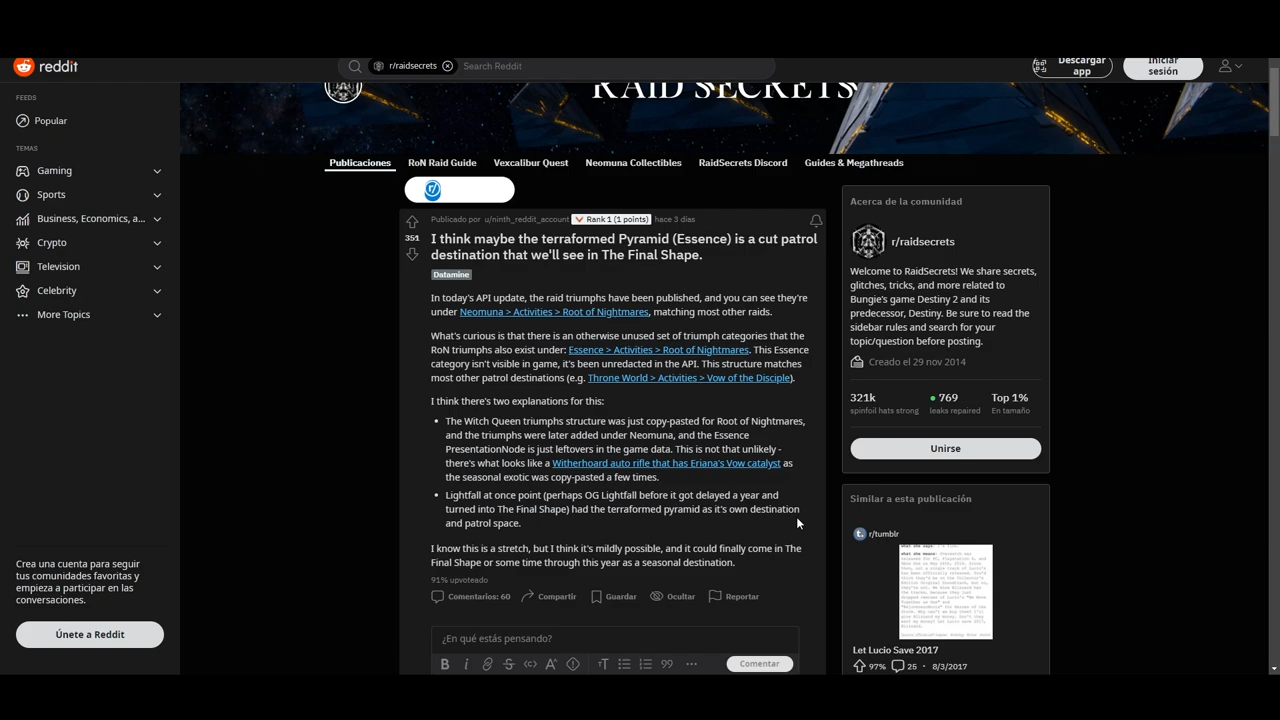 reddit
r/raidsecrets
Search Reddit
Descargar app
Iniciar sesión
FEEDS
Popular
TEMAS
Gaming
Sports
Business, Economics, a...
Crypto
Television
Celebrity
More Topics
Crea una cuenta para seguir
tus comunidades favoritas y
empieza a participar en las
conversaciones.
Únete a Reddit
RAID SECRETS
Publicaciones
RoN Raid Guide
Vexcalibur Quest
Neomuna Collectibles
RaidSecrets Discord
Guides & Megathreads
r/
351
Publicado por u/ninth_reddit_account Rank 1 (1 points) hace 3 días
I think maybe the terraformed Pyramid (Essence) is a cut patrol
destination that we'll see in The Final Shape.
Datamine
In today's API update, the raid triumphs have been published, and you can see they're
under Neomuna > Activities > Root of Nightmares, matching most other raids.
What's curious is that there is an otherwise unused set of triumph categories that the
RoN triumphs also exist under: Essence > Activities > Root of Nightmares. This Essence
category isn't visible in game, it's been unredacted in the API. This structure matches
most other patrol destinations (e.g. Throne World > Activities > Vow of the Disciple).
I think there's two explanations for this:
• The Witch Queen triumphs structure was just copy-pasted for Root of Nightmares,
and the triumphs were later added under Neomuna, and the Essence
PresentationNode is just leftovers in the game data. This is not that unlikely -
there's what looks like a Witherhoard auto rifle that has Eriana's Vow catalyst as
the seasonal exotic was copy-pasted a few times.
• Lightfall at once point (perhaps OG Lightfall before it got delayed a year and
turned into The Final Shape) had the terraformed pyramid as it's own destination
and patrol space.
I know this is a stretch, but I think it's mildly possible, and it could finally come in The
Final Shape or some time through this year as a seasonal destination.
91% upvoteado
Comentarios: 60
Compartir
Guardar
Ocultar
Reportar
¿En qué estás pensando?
Comentar
Acerca de la comunidad
r/raidsecrets
Welcome to RaidSecrets! We share secrets,
glitches, tricks, and more related to
Bungie's game Destiny 2 and its
predecessor, Destiny. Be sure to read the
sidebar rules and search for your
topic/question before posting.
Creado el 29 nov 2014
321k 769 Top 1%
spinfoil hats strong leaks repaired En tamaño
Unirse
Similar a esta publicación
r/tumblr
Let Lucio Save 2017
97% 25 · 8/3/2017